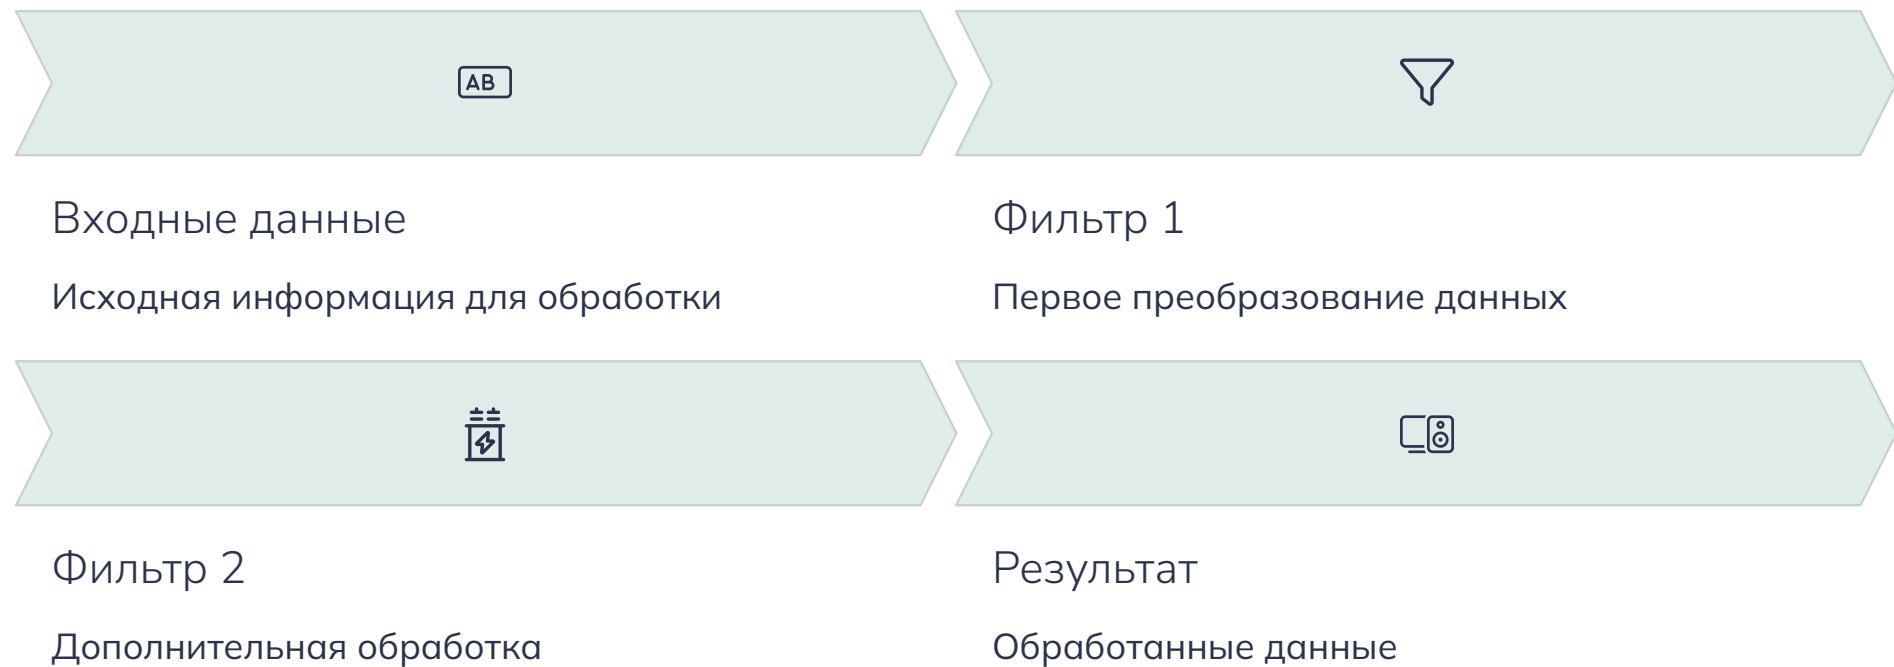 AB
Входные данные
Исходная информация для обработки
Фильтр 1
Первое преобразование данных
Фильтр 2
Дополнительная обработка
Результат
Обработанные данные